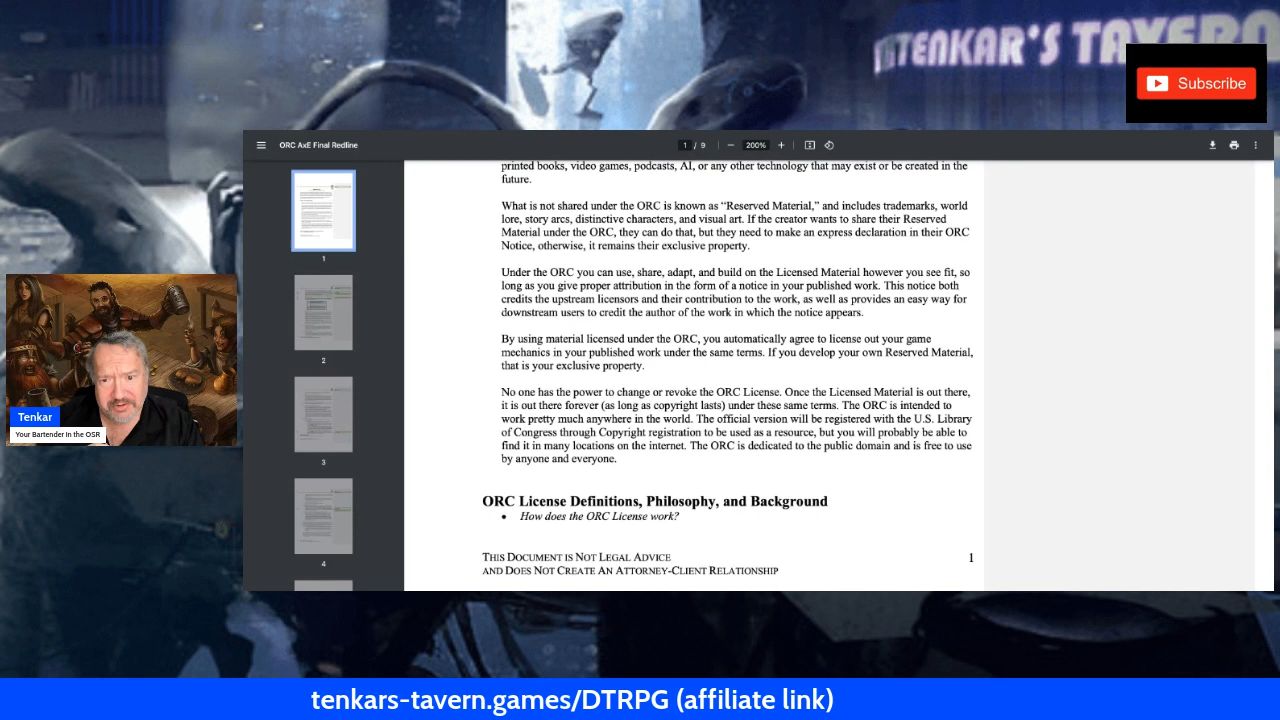 TENKAR'S TAVERN
Subscribe
ORC AxE Final Redline
1 / 9
200%
printed books, video games, podcasts, AI, or any other technology that may exist or be created in the
future.
What is not shared under the ORC is known as “Reserved Material,” and includes trademarks, world
lore, story arcs, distinctive characters, and visual art. If the creator wants to share their Reserved
Material under the ORC, they can do that, but they need to make an express declaration in their ORC
Notice, otherwise, it remains their exclusive property.
Under the ORC you can use, share, adapt, and build on the Licensed Material however you see fit, so
long as you give proper attribution in the form of a notice in your published work. This notice both
credits the upstream licensors and their contribution to the work, as well as provides an easy way for
downstream users to credit the author of the work in which the notice appears.
By using material licensed under the ORC, you automatically agree to license out your game
mechanics in your published work under the same terms. If you develop your own Reserved Material,
that is your exclusive property.
No one has the power to change or revoke the ORC License. Once the Licensed Material is out there,
it is out there forever (as long as copyright lasts) under these same terms. The ORC is intended to
work pretty much anywhere in the world. The official version will be registered with the U.S. Library
of Congress through Copyright registration to be used as a resource, but you will probably be able to
find it in many locations on the internet. The ORC is dedicated to the public domain and is free to use
by anyone and everyone.
ORC License Definitions, Philosophy, and Background
• How does the ORC License work?
THIS DOCUMENT IS NOT LEGAL ADVICE
AND DOES NOT CREATE AN ATTORNEY-CLIENT RELATIONSHIP
1
1
2
3
4
Tenkar
Your Bartender In the OSR
tenkars-tavern.games/DTRPG (affiliate link)